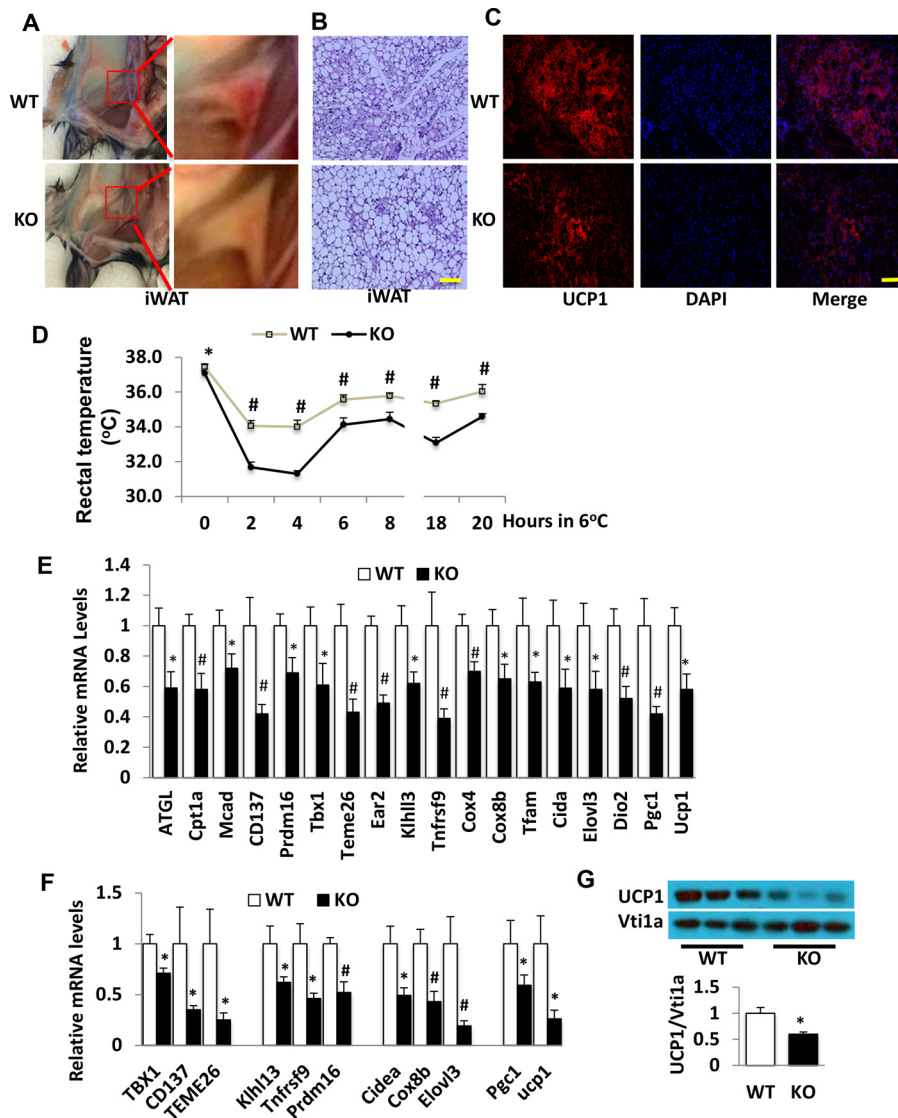 A
B
C
WT
KO
iWAT
iWAT
WT
KO
UCP1
DAPI
Merge
D
WT
KO
Rectal temperature
(oC)
38.0
36.0
34.0
32.0
30.0
*
#
#
#
#
#
#
0
2
4
6
8
18
20
Hours in 6oC
E
WT
KO
Relative mRNA Levels
1.4
1.2
1
0.8
0.6
0.4
0.2
0
*
#
*
#
*
*
#
#
*
#
#
*
*
*
*
#
#
*
ATGL
Cpt1a
Mcad
CD137
Prdm16
Tbx1
Teme26
Ear2
Klhll3
Tnfrsf9
Cox4
Cox8b
Tfam
Cida
Elovl3
Dio2
Pgc1
Ucp1
F
WT
KO
Relative mRNA levels
1.5
1
0.5
0
*
*
*
*
*
#
*
#
#
*
*
TBX1
CD137
TEME26
Klhl13
Tnfrsf9
Prdm16
Cidea
Cox8b
Elovl3
Pgc1
ucp1
G
UCP1
Vti1a
WT
KO
UCP1/Vti1a
1.5
1
0.5
0
*
WT
KO